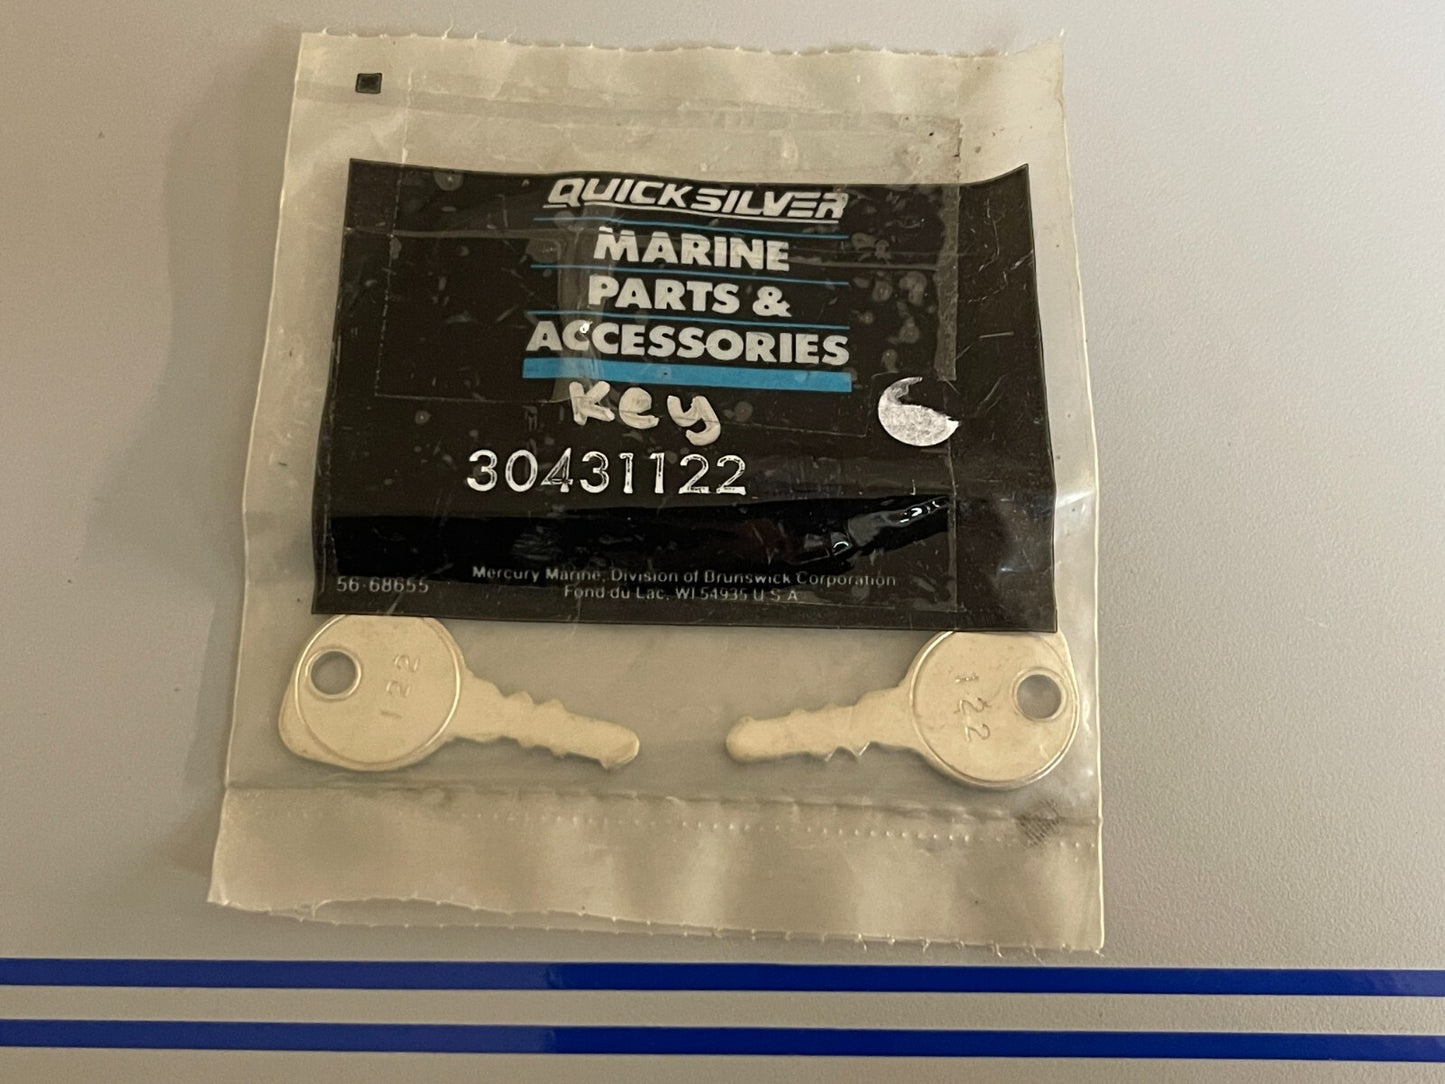 QUICKSILVER
MARINE
PARTS &
ACCESSORIES
Key
30431122
56-68655
Mercury Marine, Division of Brunswick Corporation
Fond du Lac, WI 54935 U S A
122
122